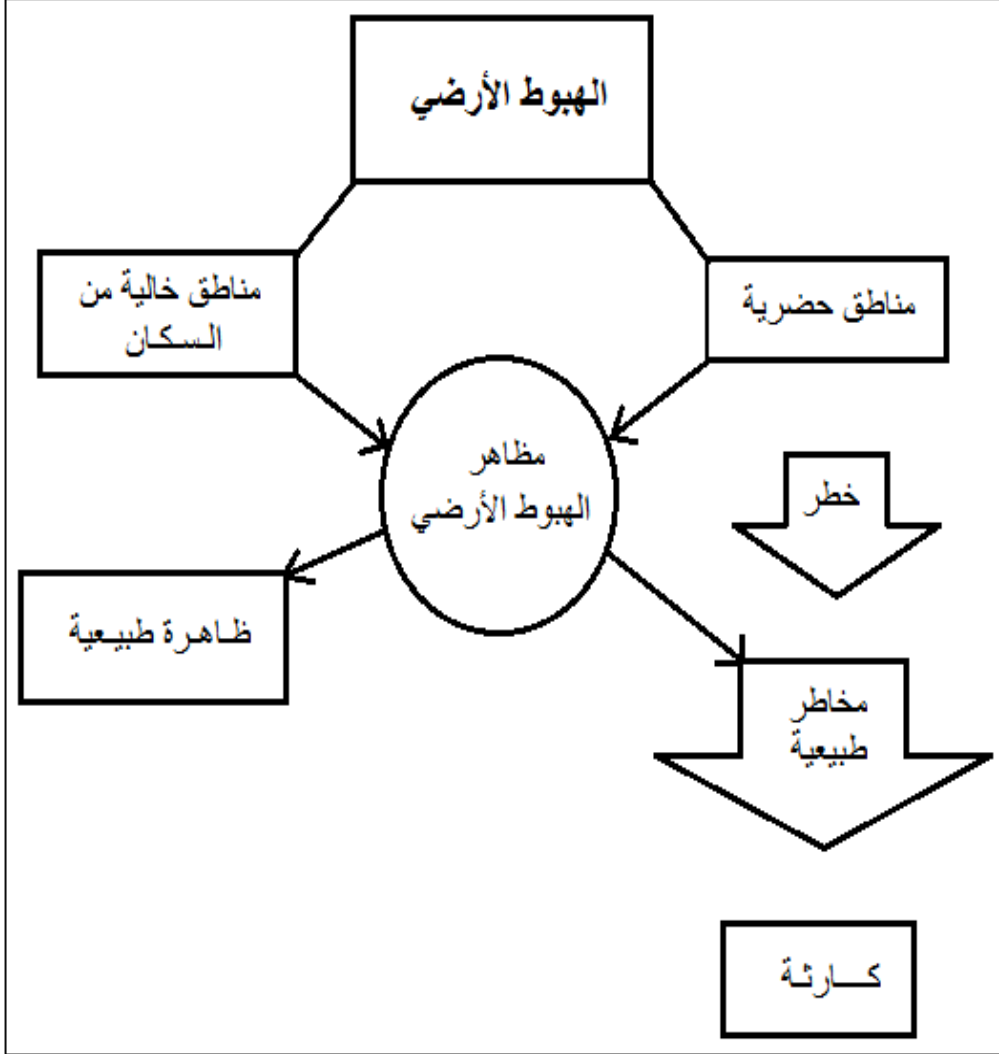 الهبوط الأرضي
مناطق حضرية
مناطق خالية من
السكان
مظاهر
الهبوط الأرضي
خطر
ظاهرة طبيعية
مخاطر
طبيعية
كارثة